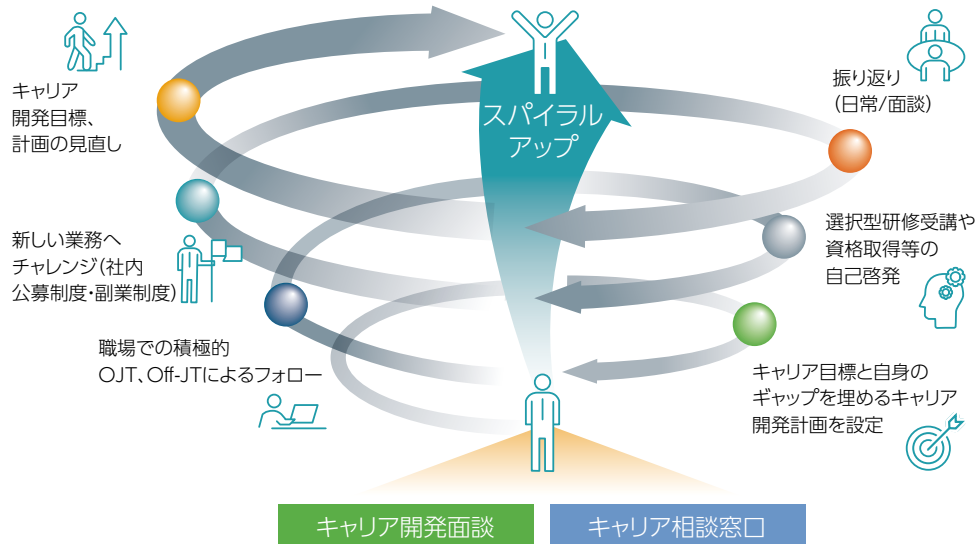 キャリア
開発目標、
計画の見直し
振り返り
（日常/面談）
スパイラル
アップ
新しい業務へ
チャレンジ（社内
公募制度・副業制度）
選択型研修受講や
資格取得等の
自己啓発
職場での積極的
OJT、Off-JTによるフォロー
キャリア目標と自身の
ギャップを埋めるキャリア
開発計画を設定
キャリア開発面談
キャリア相談窓口